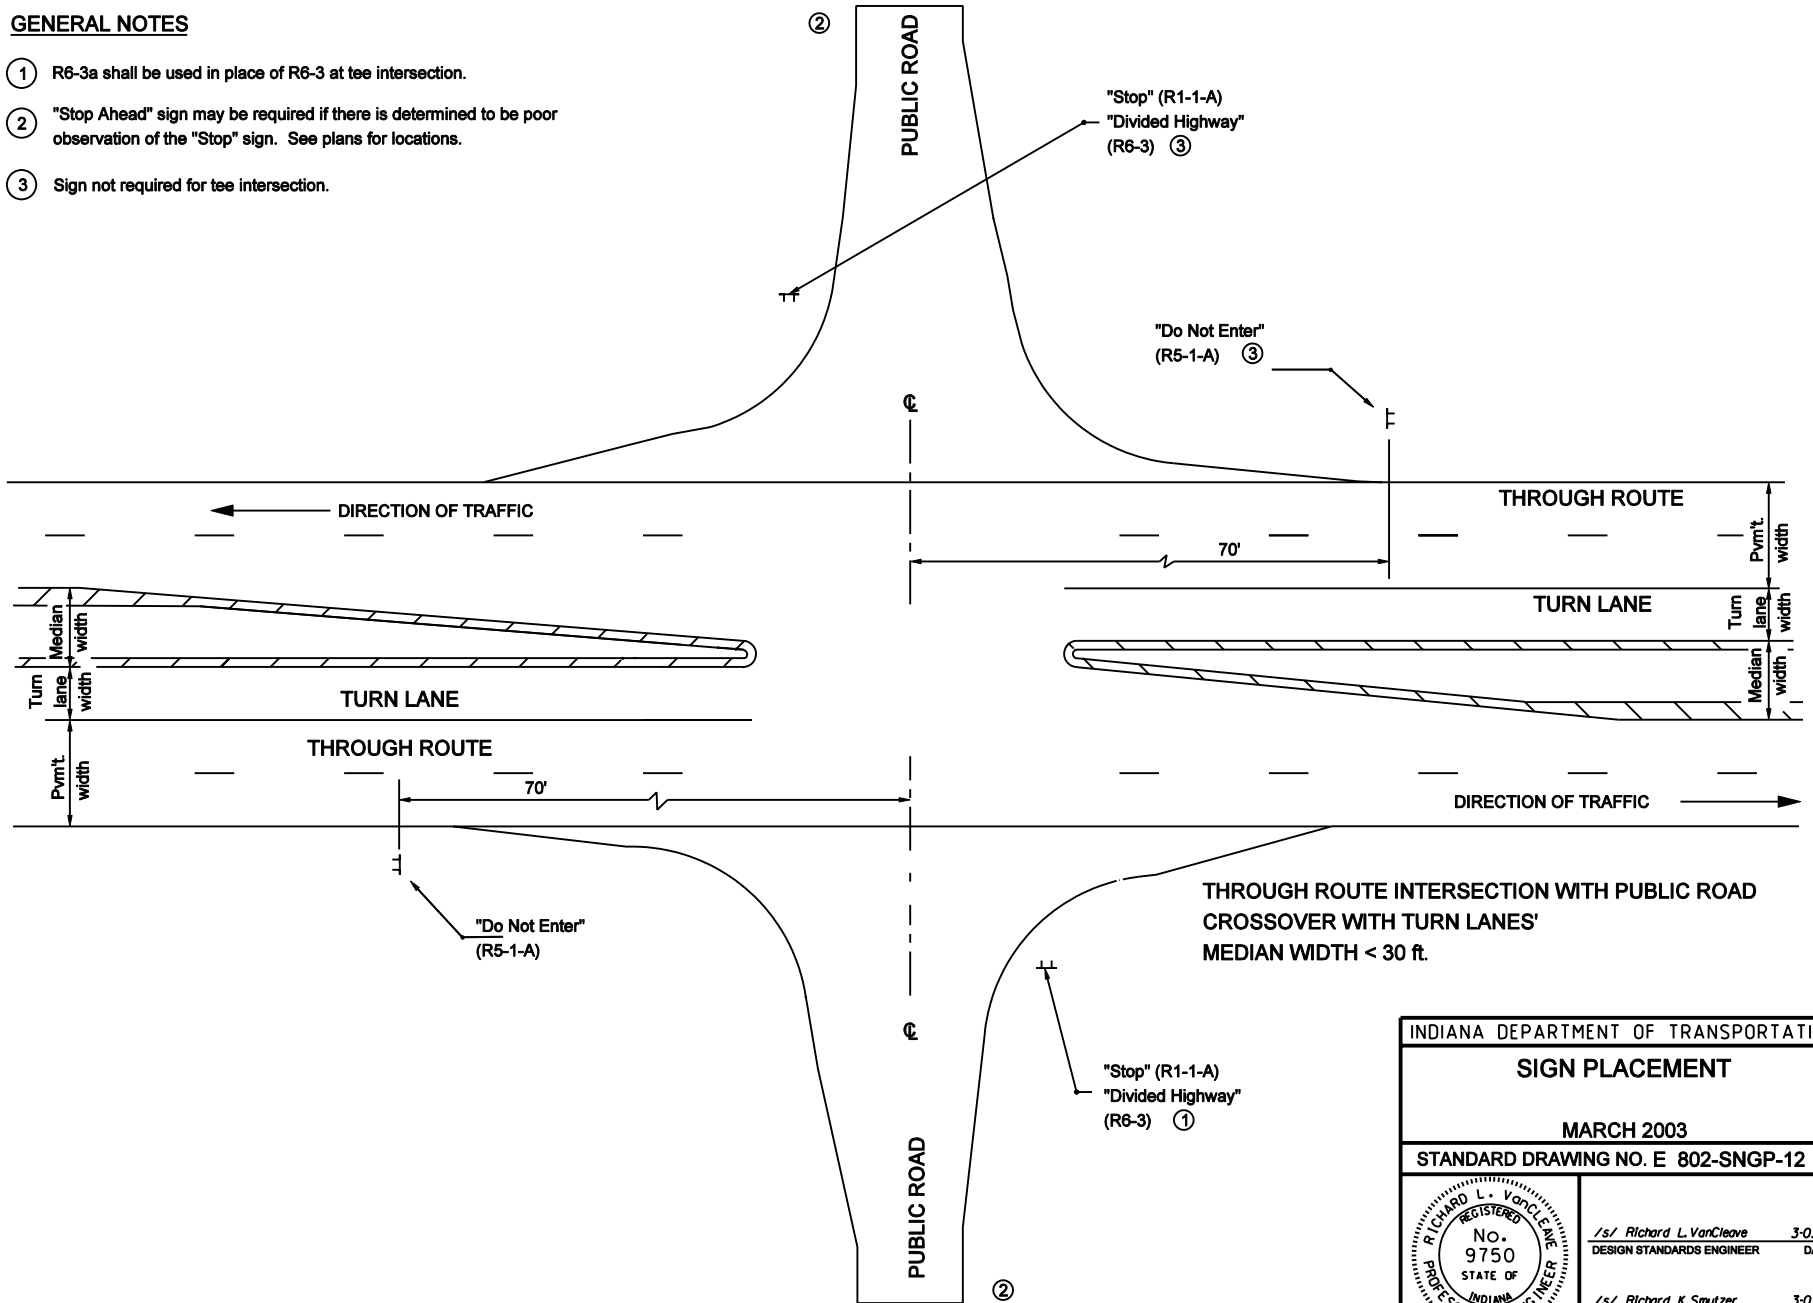 GENERAL NOTES
1 R6-3a shall be used in place of R6-3 at tee intersection.
2 "Stop Ahead" sign may be required if there is determined to be poor
observation of the "Stop" sign. See plans for locations.
3 Sign not required for tee intersection.
2
PUBLIC ROAD
"Stop" (R1-1-A)
"Divided Highway"
(R6-3) 3
"Do Not Enter"
(R5-1-A) 3
℄
DIRECTION OF TRAFFIC
THROUGH ROUTE
70'
Pvm't.
width
TURN LANE
Turn
lane
width
Median
width
Median
width
Turn
lane
width
TURN LANE
THROUGH ROUTE
Pvm't.
width
70'
DIRECTION OF TRAFFIC
"Do Not Enter"
(R5-1-A)
THROUGH ROUTE INTERSECTION WITH PUBLIC ROAD
CROSSOVER WITH TURN LANES'
MEDIAN WIDTH < 30 ft.
℄
"Stop" (R1-1-A)
"Divided Highway"
(R6-3) 1
PUBLIC ROAD
2
INDIANA DEPARTMENT OF TRANSPORTATI
SIGN PLACEMENT
MARCH 2003
STANDARD DRAWING NO. E 802-SNGP-12
RICHARD L. VanCLEAVE
REGISTERED
No.
9750
STATE OF
INDIANA
/s/ Richard L. VanCleave 3-0
DESIGN STANDARDS ENGINEER
/s/ Richard K. Smutzer 3-0